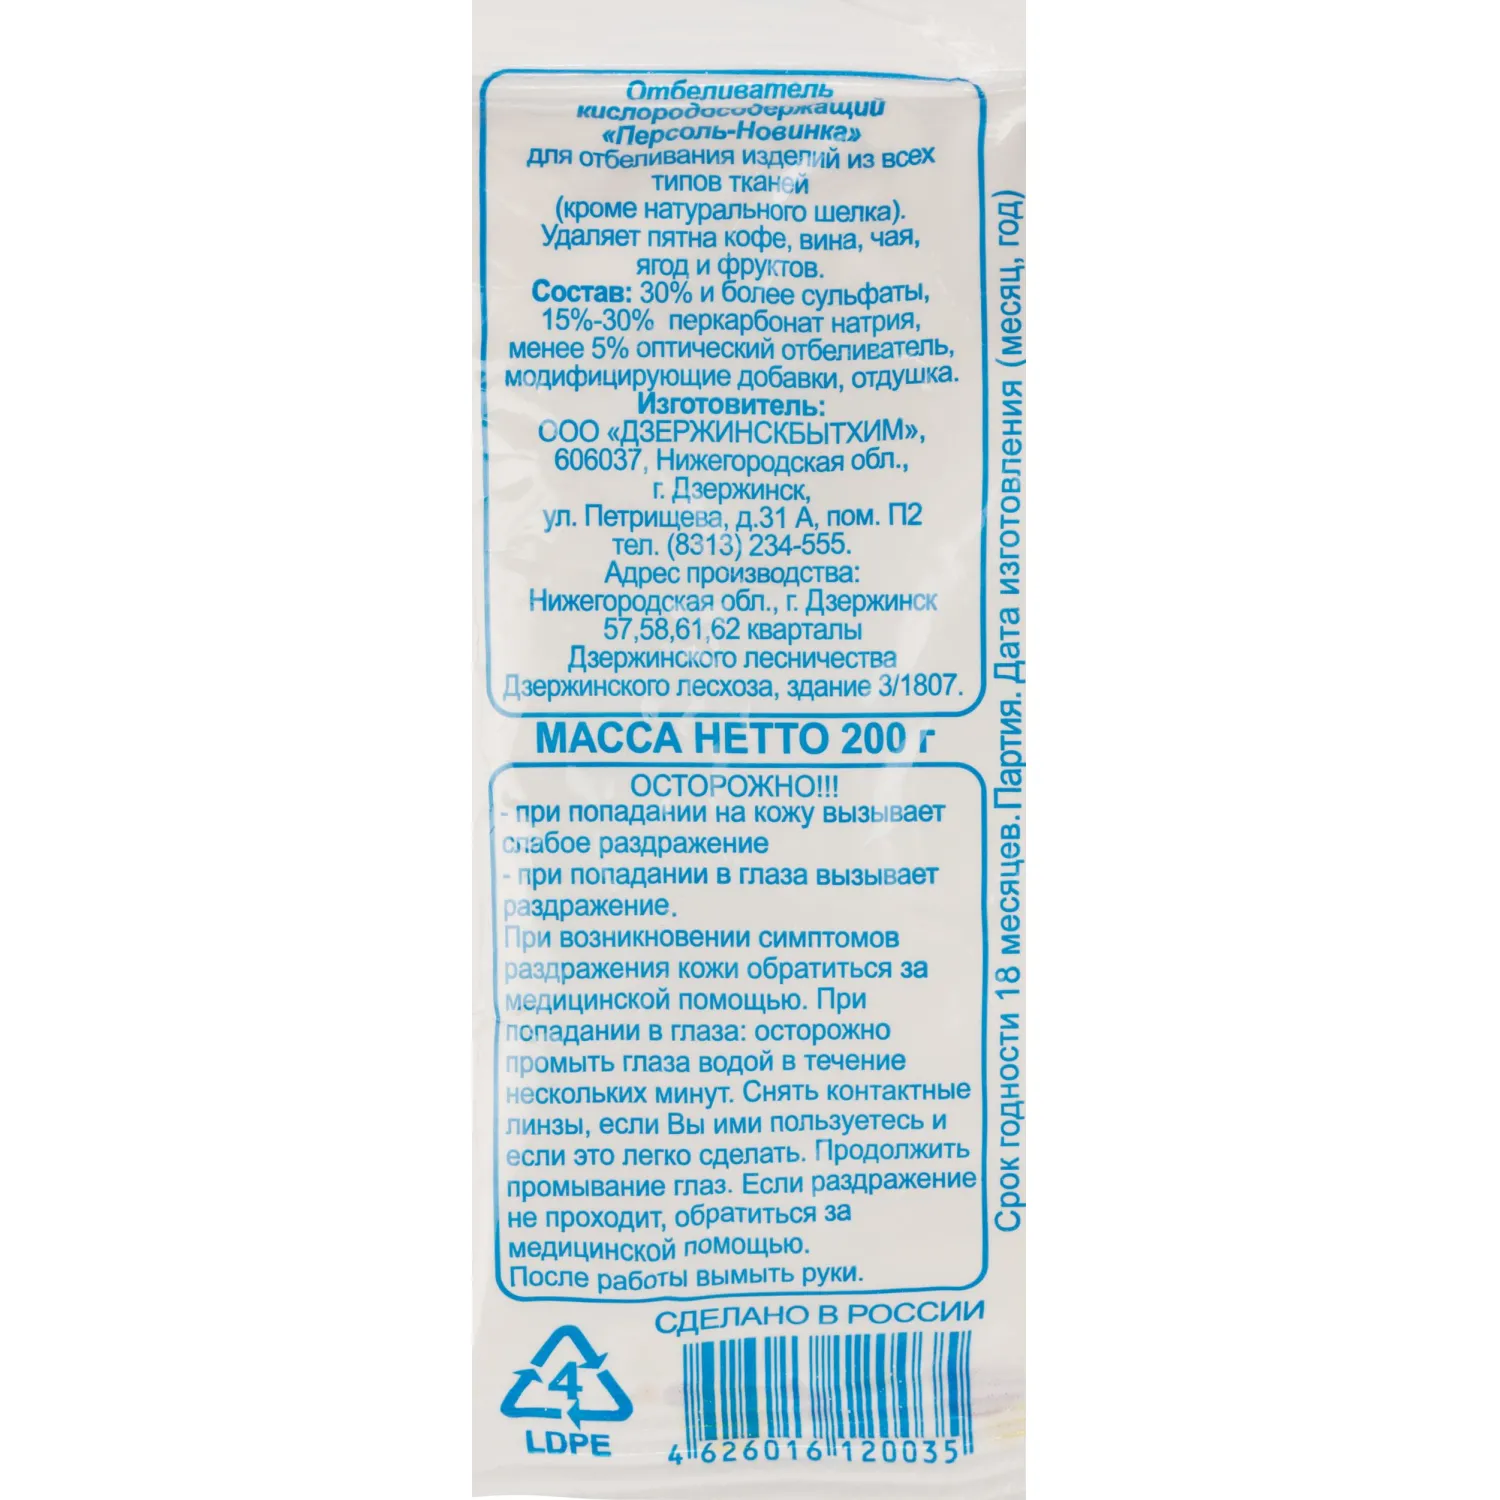 Отбеливатель
кислородосодержащий
«Персоль-Новинка»
для отбеливания изделий из всех
типов тканей
(кроме натурального шелка).
Удаляет пятна кофе, вина, чая,
ягод и фруктов.
Состав: 30% и более сульфаты,
15%-30% перкарбонат натрия,
менее 5% оптический отбеливатель,
модифицирующие добавки, отдушка.
Изготовитель:
ООО «ДЗЕРЖИНСКБЫТХИМ»,
606037, Нижегородская обл.,
г. Дзержинск,
ул. Петрищева, д.31 А, пом. П2
тел. (8313) 234-555.
Адрес производства:
Нижегородская обл., г. Дзержинск
57,58,61,62 кварталы
Дзержинского лесничества
Дзержинского лесхоза, здание 3/1807.
МАССА НЕТТО 200 г
ОСТОРОЖНО!!!
- при попадании на кожу вызывает
слабое раздражение
- при попадании в глаза вызывает
раздражение.
При возникновении симптомов
раздражения кожи обратиться за
медицинской помощью. При
попадании в глаза: осторожно
промыть глаза водой в течение
нескольких минут. Снять контактные
линзы, если Вы ими пользуетесь и
если это легко сделать. Продолжить
промывание глаз. Если раздражение
не проходит, обратиться за
медицинской помощью.
После работы вымыть руки.
Срок годности 18 месяцев. Партия. Дата изготовления (месяц, год)
СДЕЛАНО В РОССИИ
4
LDPE
4 626016 120035